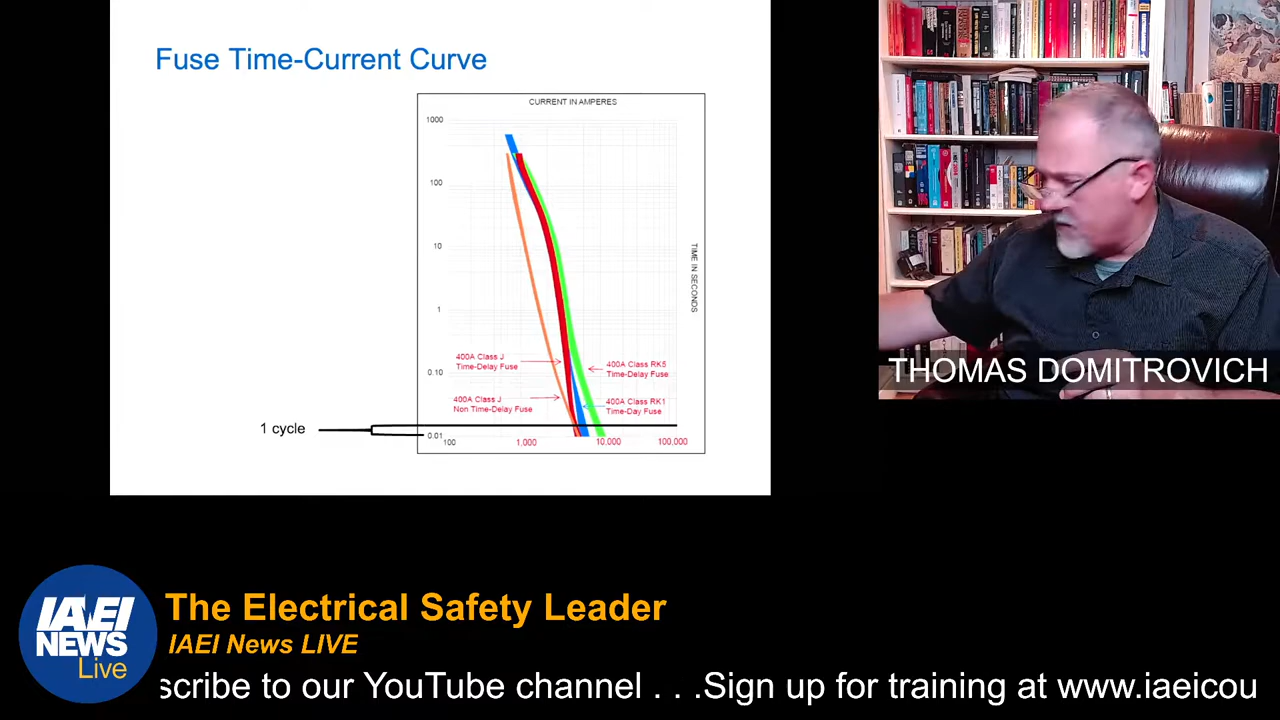 Fuse Time-Current Curve
CURRENT IN AMPERES
1000
100
10
1
0.10
0.01
TIME IN SECONDS
400A Class J
Time-Delay Fuse
400A Class J
Non Time-Delay Fuse
400A Class RK5
Time-Delay Fuse
400A Class RK1
Time-Day Fuse
1 cycle
100
1,000
10,000
100,000
THOMAS DOMITROVICH
IAEI
NEWS
Live
The Electrical Safety Leader
IAEI News LIVE
scribe to our YouTube channel . . .Sign up for training at www.iaeicou